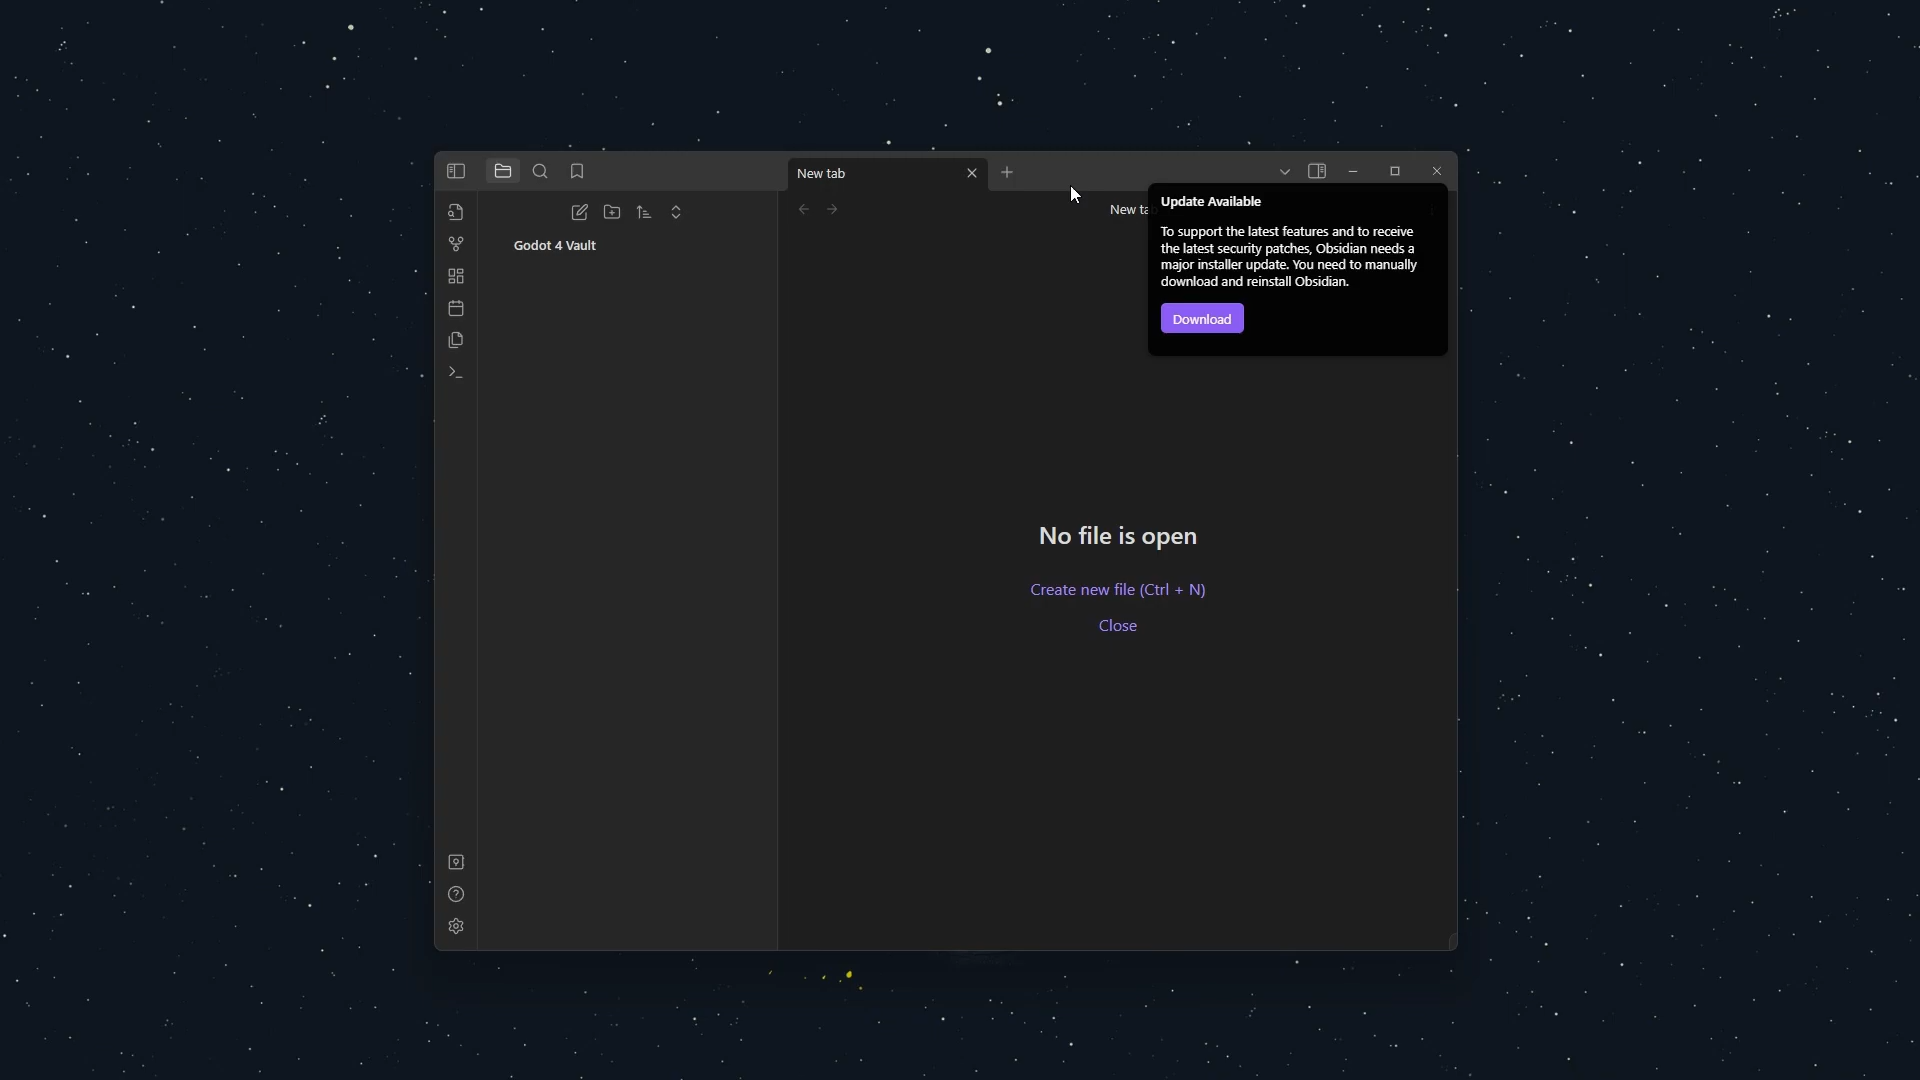 New tab
New ta
Godot 4 Vault
Update Available
To support the latest features and to receive
the latest security patches, Obsidian needs a
major installer update. You need to manually
download and reinstall Obsidian.
Download
No file is open
Create new file (Ctrl + N)
Close